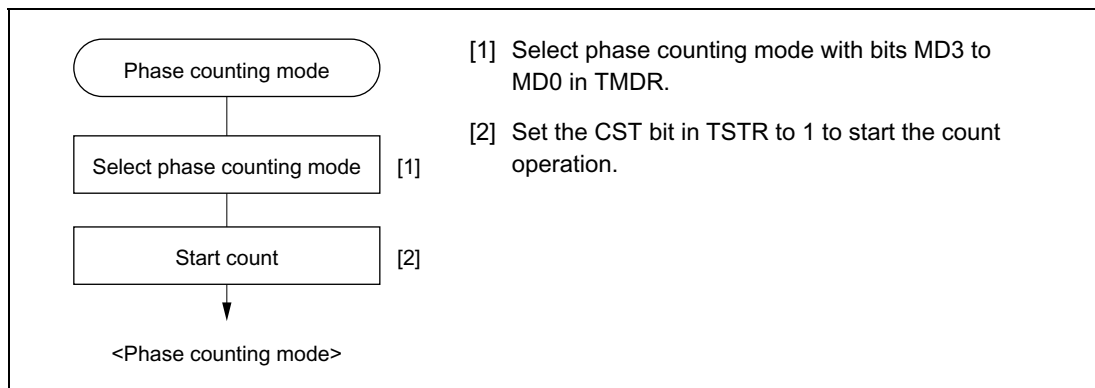 Phase counting mode
Select phase counting mode
[1]
Start count
[2]
<Phase counting mode>
[1] Select phase counting mode with bits MD3 to
MD0 in TMDR.
[2] Set the CST bit in TSTR to 1 to start the count
operation.